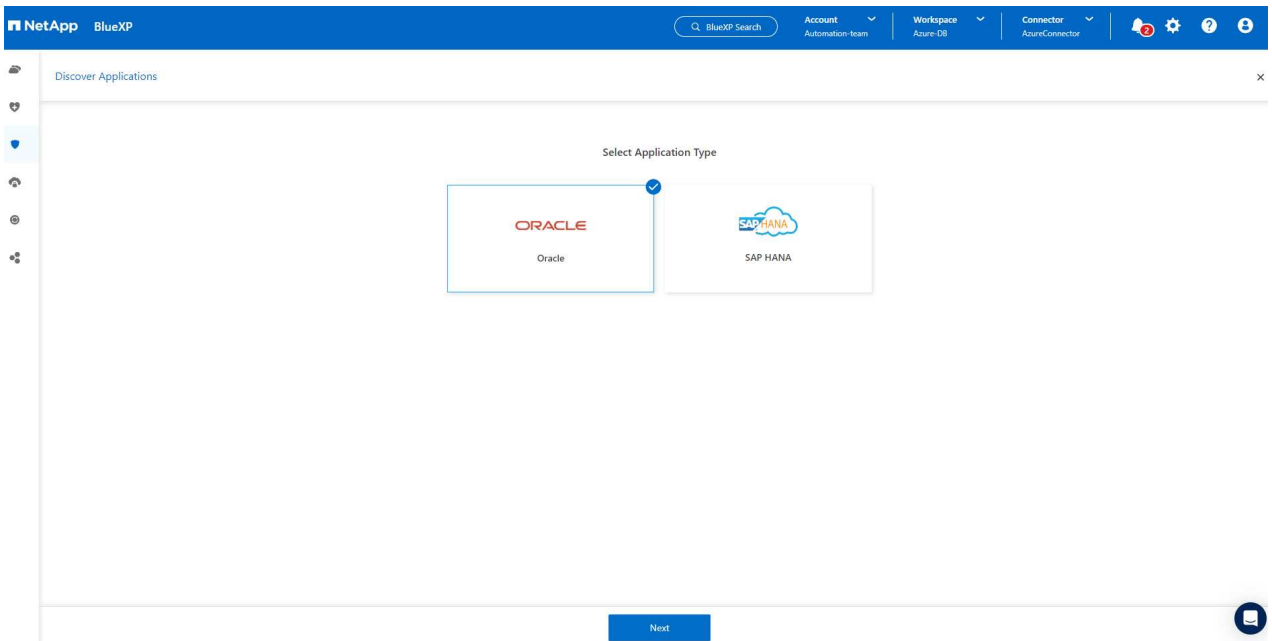 NetApp BlueXP
BlueXP Search
Account
Automation-team
Workspace
Azure-DB
Connector
AzureConnector
2
Discover Applications
Select Application Type
ORACLE
Oracle
SAP HANA
SAP HANA
Next